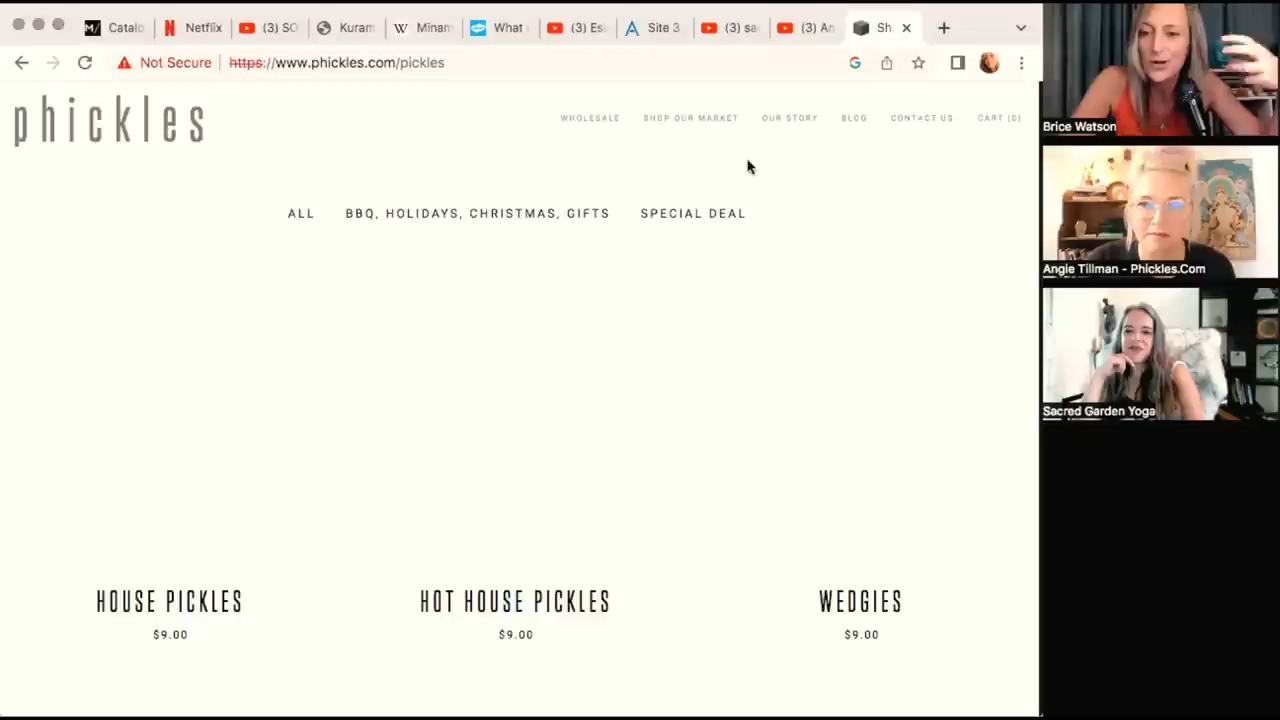 Catalo
Netflix
(3) SO
Kuram
Minam
What
(3) Esi
Site 3
(3) sa
(3) An
Sh
Not Secure
https://www.phickles.com/pickles
phickles
WHOLESALE SHOP OUR MARKET OUR STORY BLOG CONTACT US CART (0)
ALL BBQ, HOLIDAYS, CHRISTMAS, GIFTS SPECIAL DEAL
HOUSE PICKLES
$9.00
HOT HOUSE PICKLES
$9.00
WEDGIES
$9.00
Brice Watson
Angie Tillman - Phickles.Com
Sacred Garden Yoga